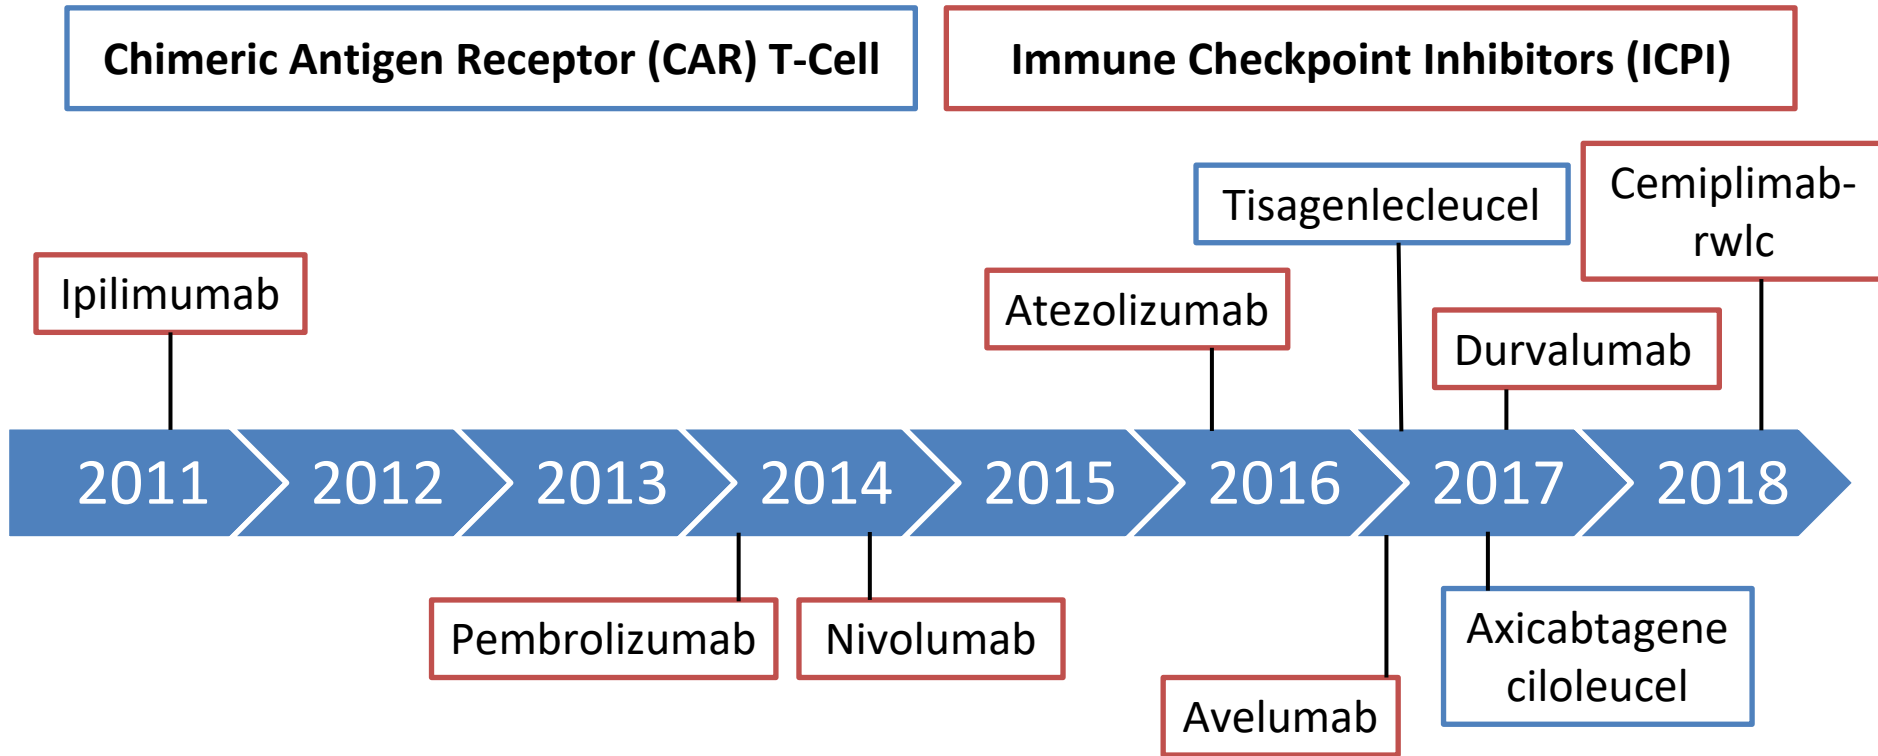 Chimeric Antigen Receptor (CAR) T-Cell
Immune Checkpoint Inhibitors (ICPI)
Tisagenlecleucel
Cemiplimab-
rwlc
Ipilimumab
Atezolizumab
Durvalumab
2011
2012
2013
2014
2015
2016
2017
2018
Pembrolizumab
Nivolumab
Avelumab
Axicabtagene
ciloleucel